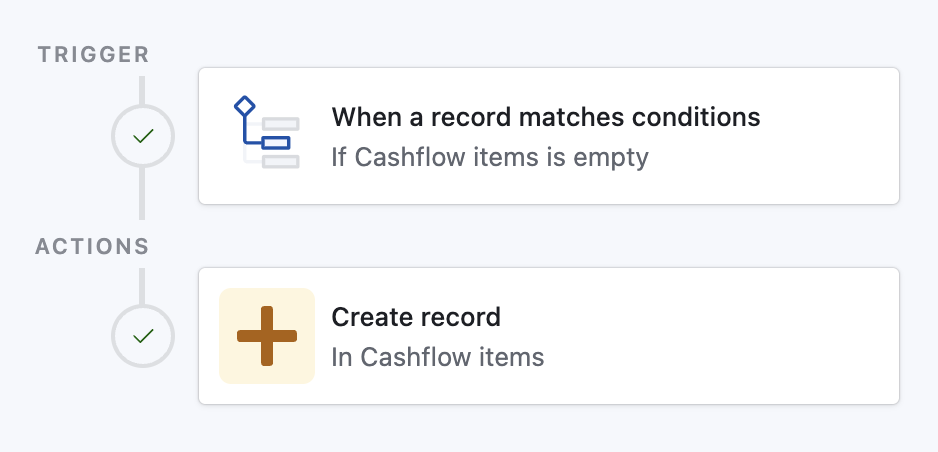 TRIGGER
When a record matches conditions
If Cashflow items is empty
ACTIONS
Create record
In Cashflow items